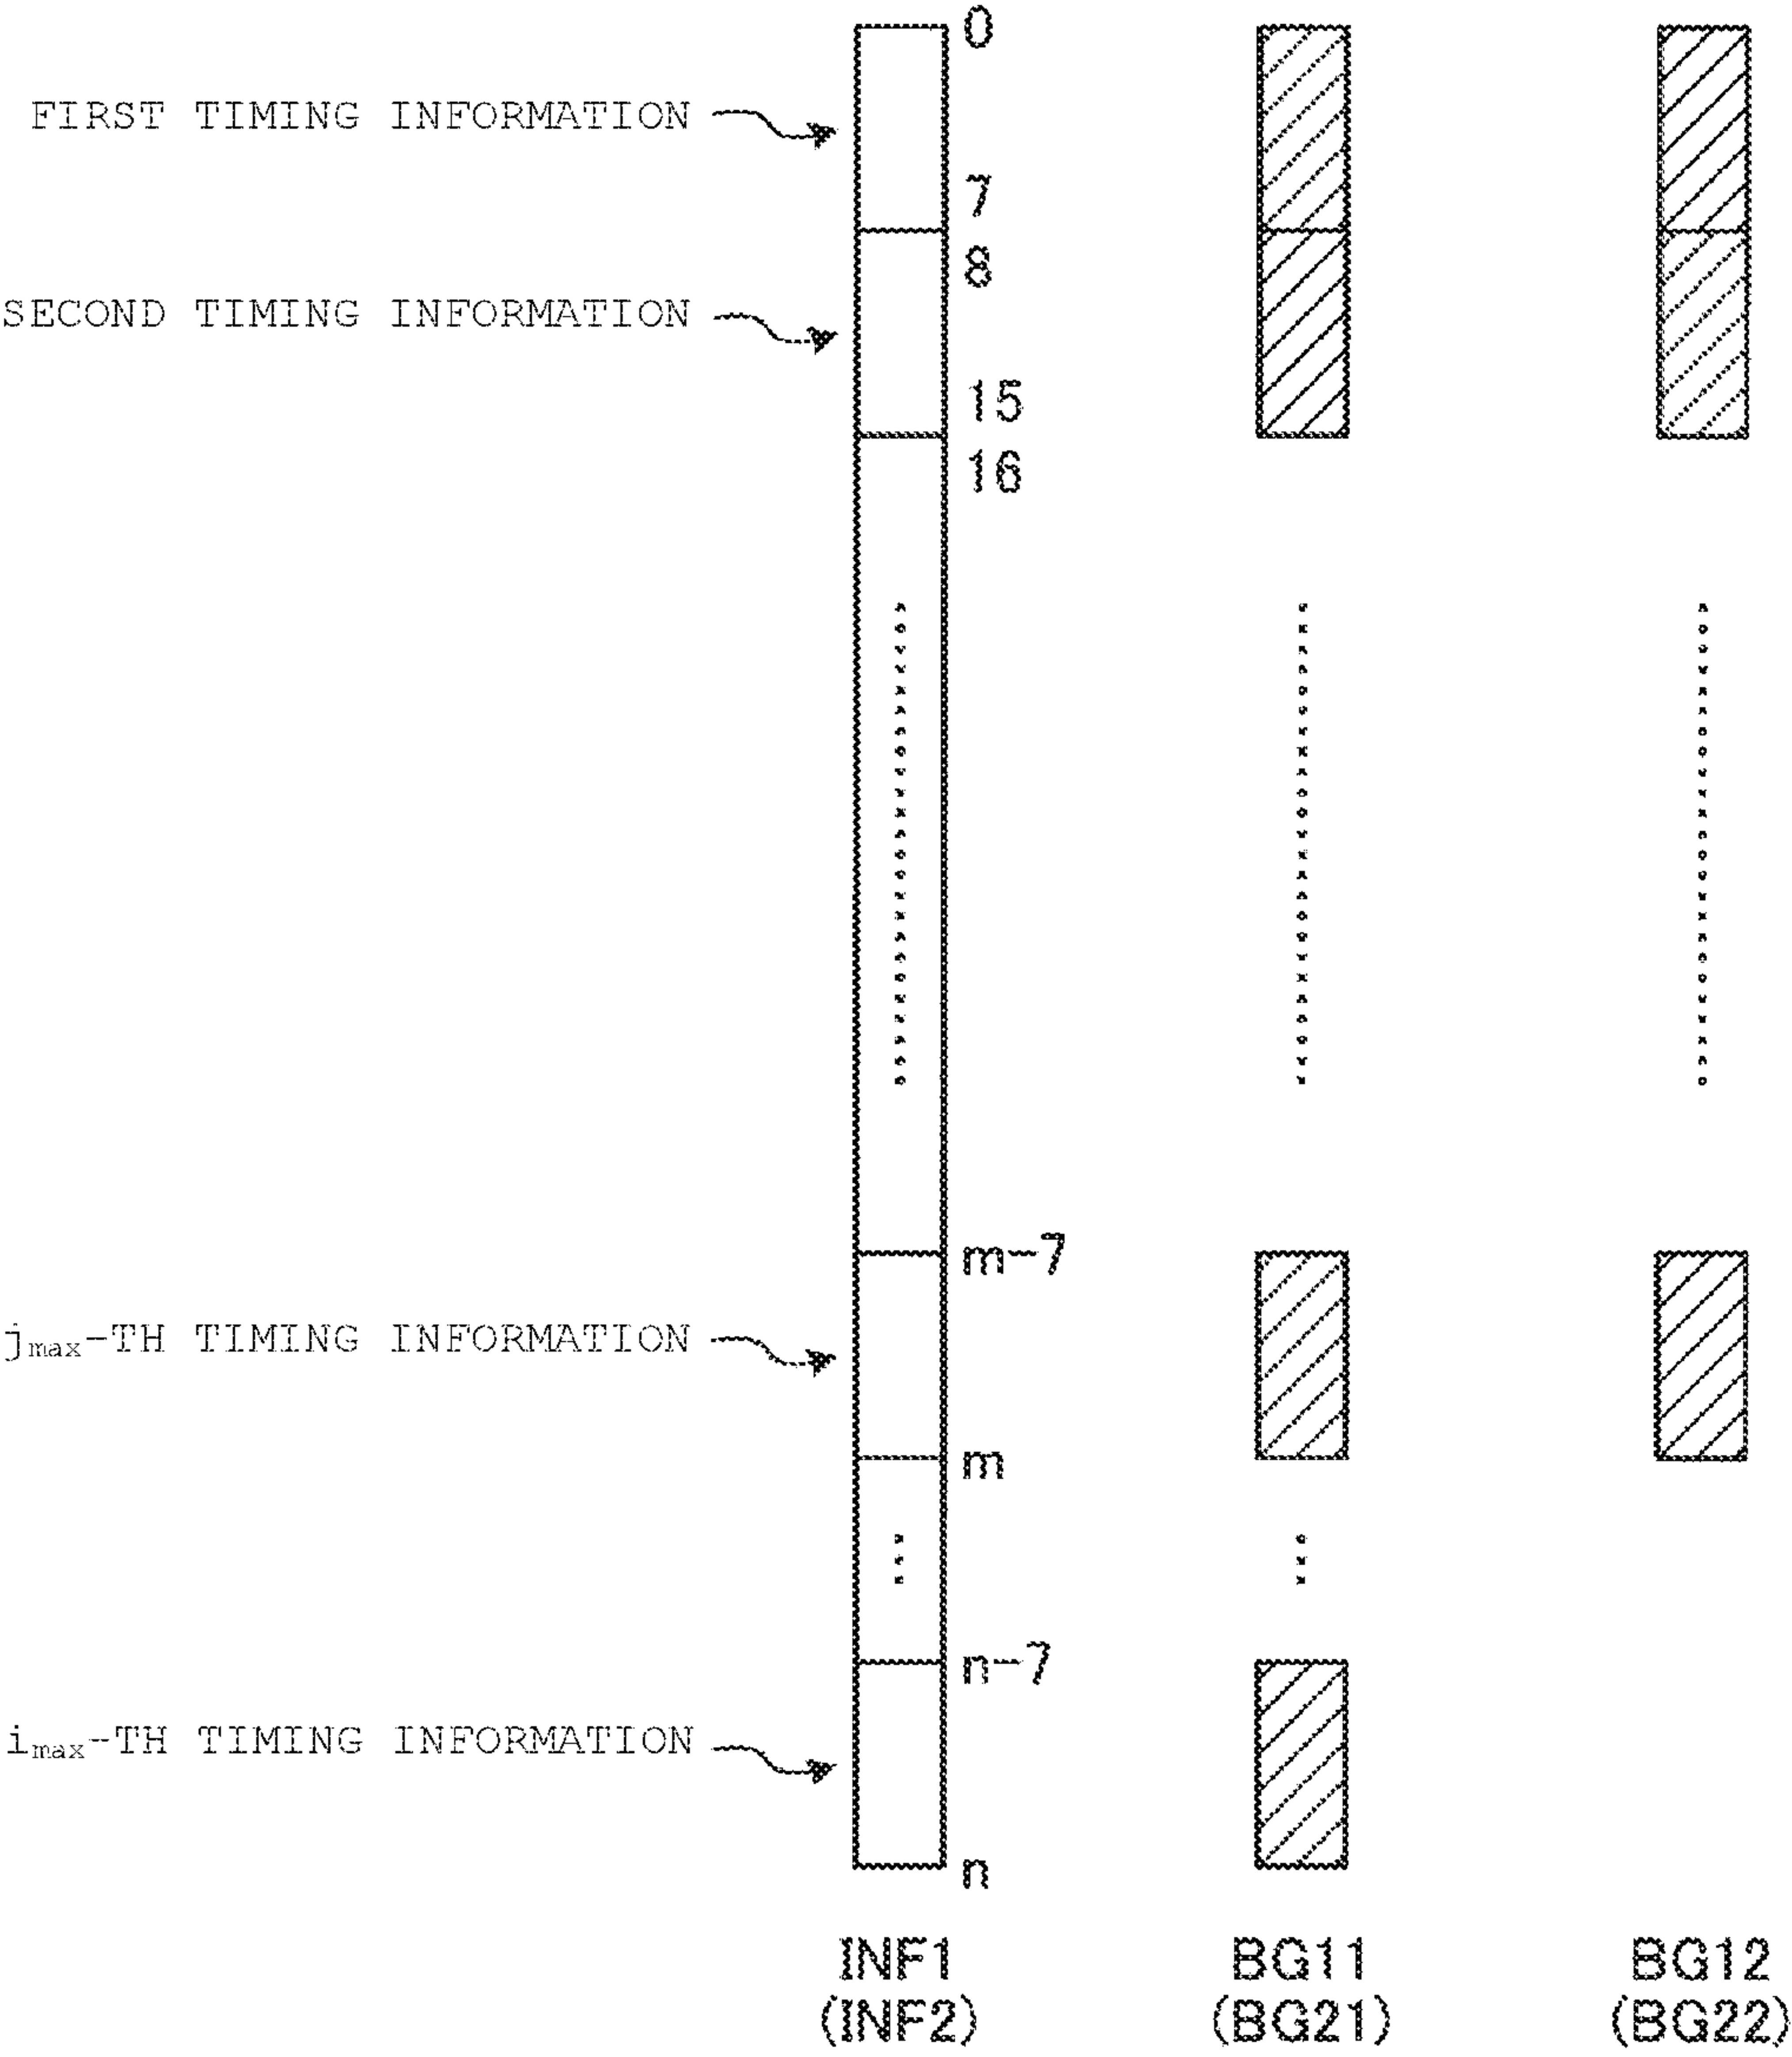 0
FIRST TIMING INFORMATION
7
8
SECOND TIMING INFORMATION
15
16
m-7
jmax-TH TIMING INFORMATION
m
n-7
imax-TH TIMING INFORMATION
n
INF1 BG11 BG12
(INF2) (BG21) (BG22)